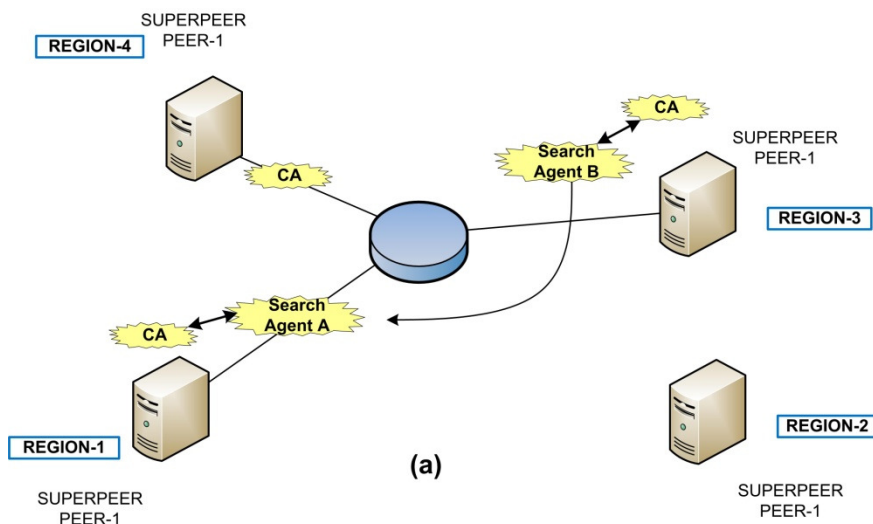 SUPERPEER
PEER-1
REGION-4
CA
CA
Search
Agent B
SUPERPEER
PEER-1
REGION-3
Search
Agent A
CA
REGION-1
SUPERPEER
PEER-1
(a)
REGION-2
SUPERPEER
PEER-1